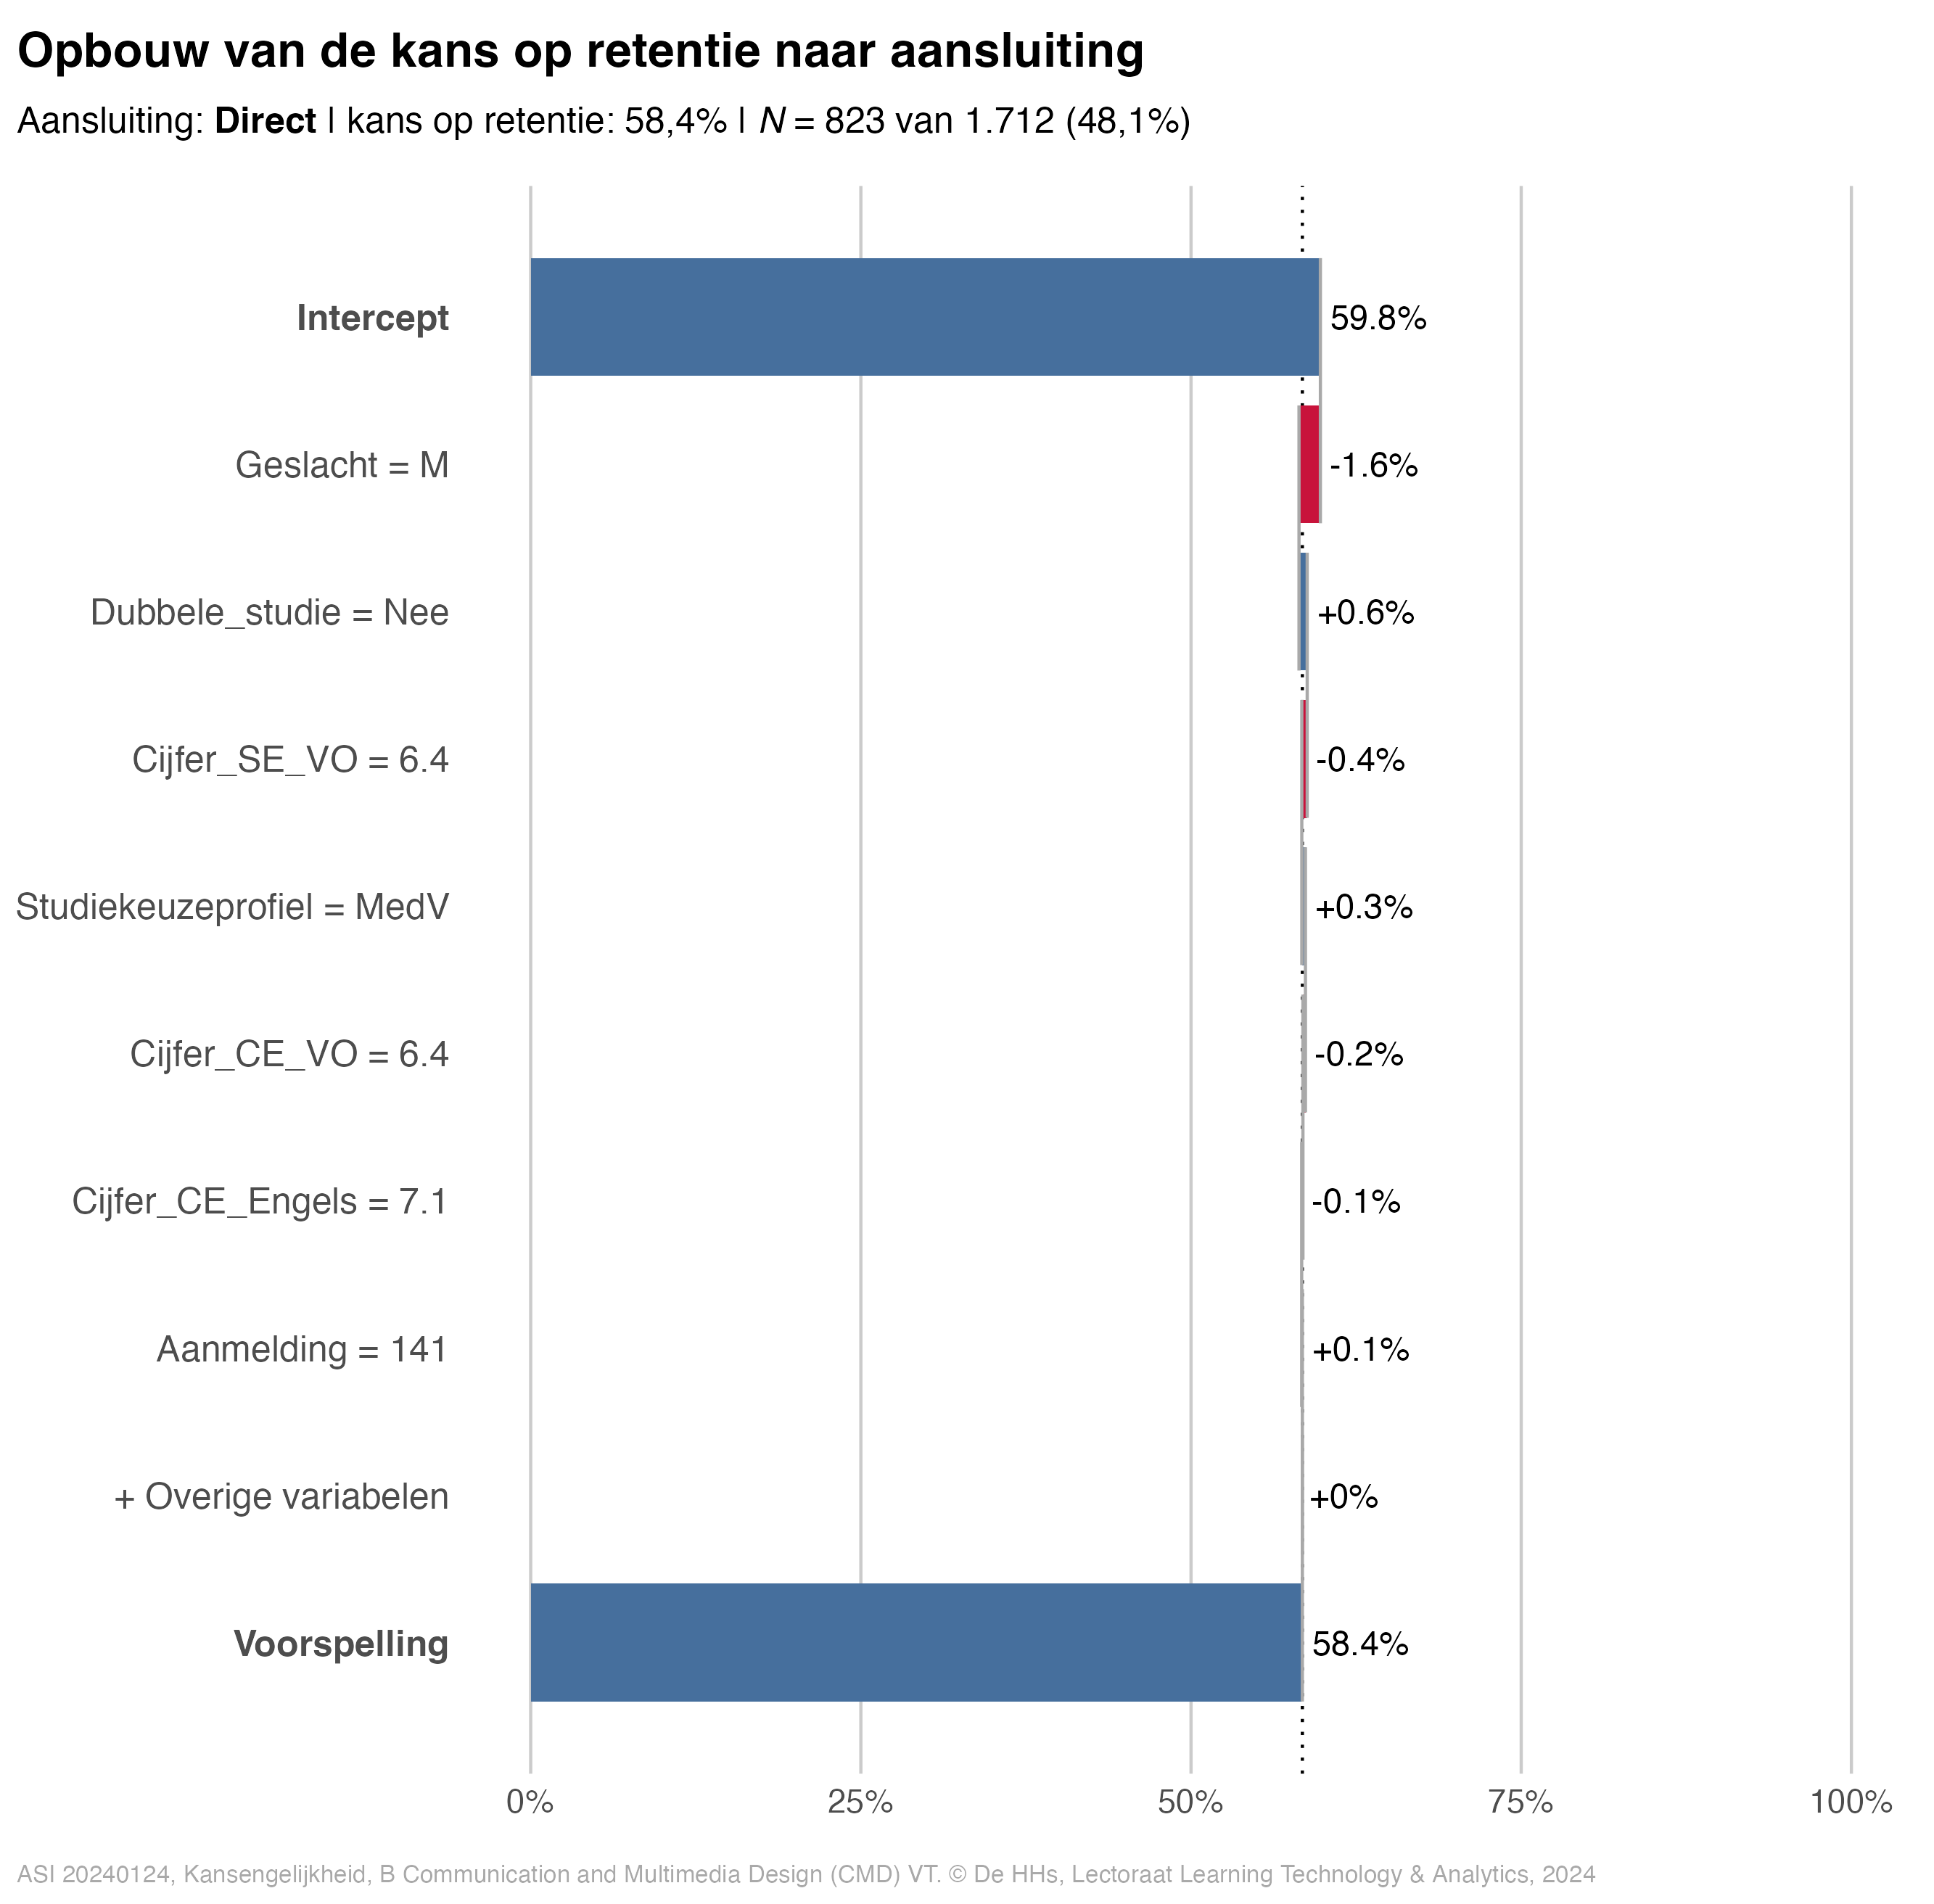 Opbouw van de kans op retentie naar aansluiting
Aansluiting: Direct | kans op retentie: 58,4% | N = 823 van 1.712 (48,1%)
Intercept
59.8%
Geslacht = M
-1.6%
Dubbele_studie = Nee
+0.6%
Cijfer_SE_VO = 6.4
-0.4%
Studiekeuzeprofiel = MedV
+0.3%
Cijfer_CE_VO = 6.4
-0.2%
Cijfer_CE_Engels = 7.1
-0.1%
Aanmelding = 141
+0.1%
+ Overige variabelen
+0%
Voorspelling
58.4%
0% 25% 50% 75% 100%
ASI 20240124, Kansengelijkheid, B Communication and Multimedia Design (CMD) VT. © De HHs, Lectoraat Learning Technology & Analytics, 2024